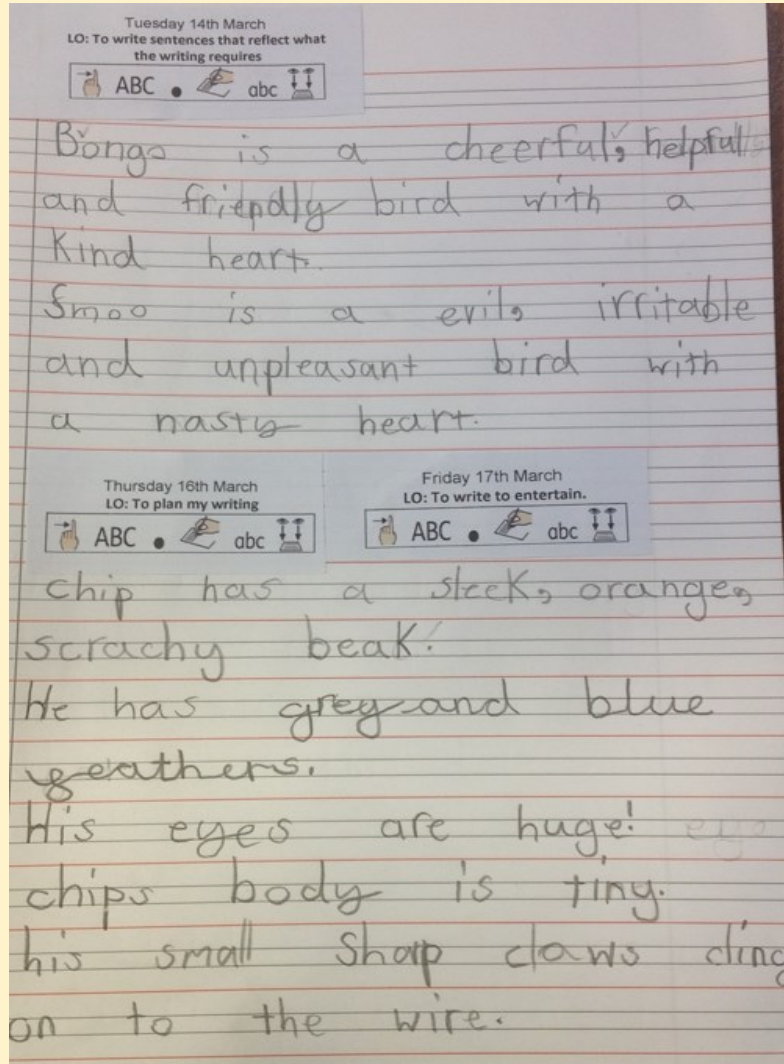 Tuesday 14th March
LO: To write sentences that reflect what
the writing requires
ABC . abc
Bongo is a cheerful, helpful
and friendly bird with a
Kind heart.
Smoo is a evil, irritable
and unpleasant bird with
a nasty heart.
Thursday 16th March
LO: To plan my writing
ABC . abc
Friday 17th March
LO: To write to entertain.
ABC . abc
chip has a sleek, orange,
scrachy beak.
He has grey and blue
feathers.
His eyes are huge! eye
chips body is tiny.
his small sharp claws cling
on to the wire.